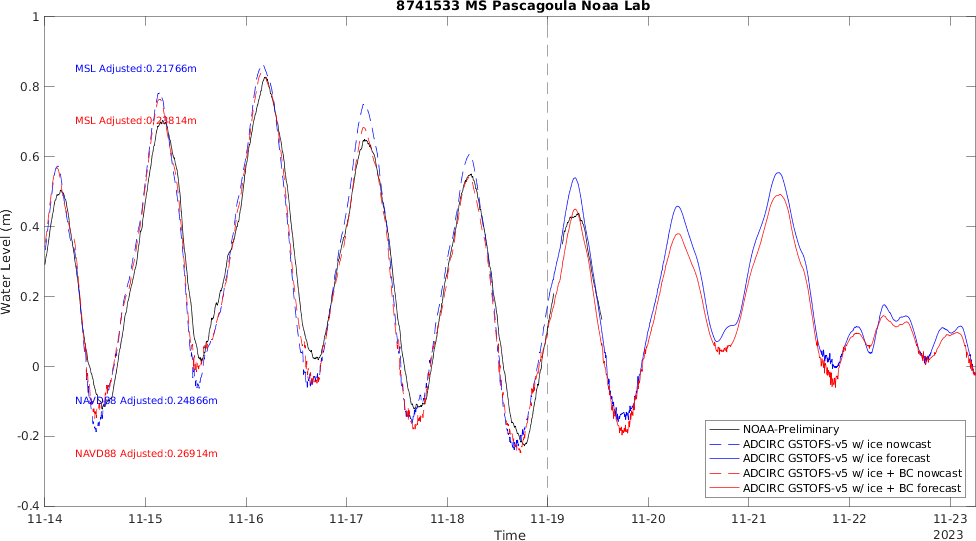 8741533 MS Pascagoula Noaa Lab
1
0.8
0.6
0.4
0.2
0
-0.2
-0.4
Water Level (m)
MSL Adjusted:0.21766m
MSL Adjusted:0.23814m
NAVD88 Adjusted:0.24866m
NAVD88 Adjusted:0.26914m
NOAA-Preliminary
ADCIRC GSTOFS-v5 w/ ice nowcast
ADCIRC GSTOFS-v5 w/ ice forecast
ADCIRC GSTOFS-v5 w/ ice + BC nowcast
ADCIRC GSTOFS-v5 w/ ice + BC forecast
11-14 11-15 11-16 11-17 11-18 11-19 11-20 11-21 11-22 11-23
Time
2023